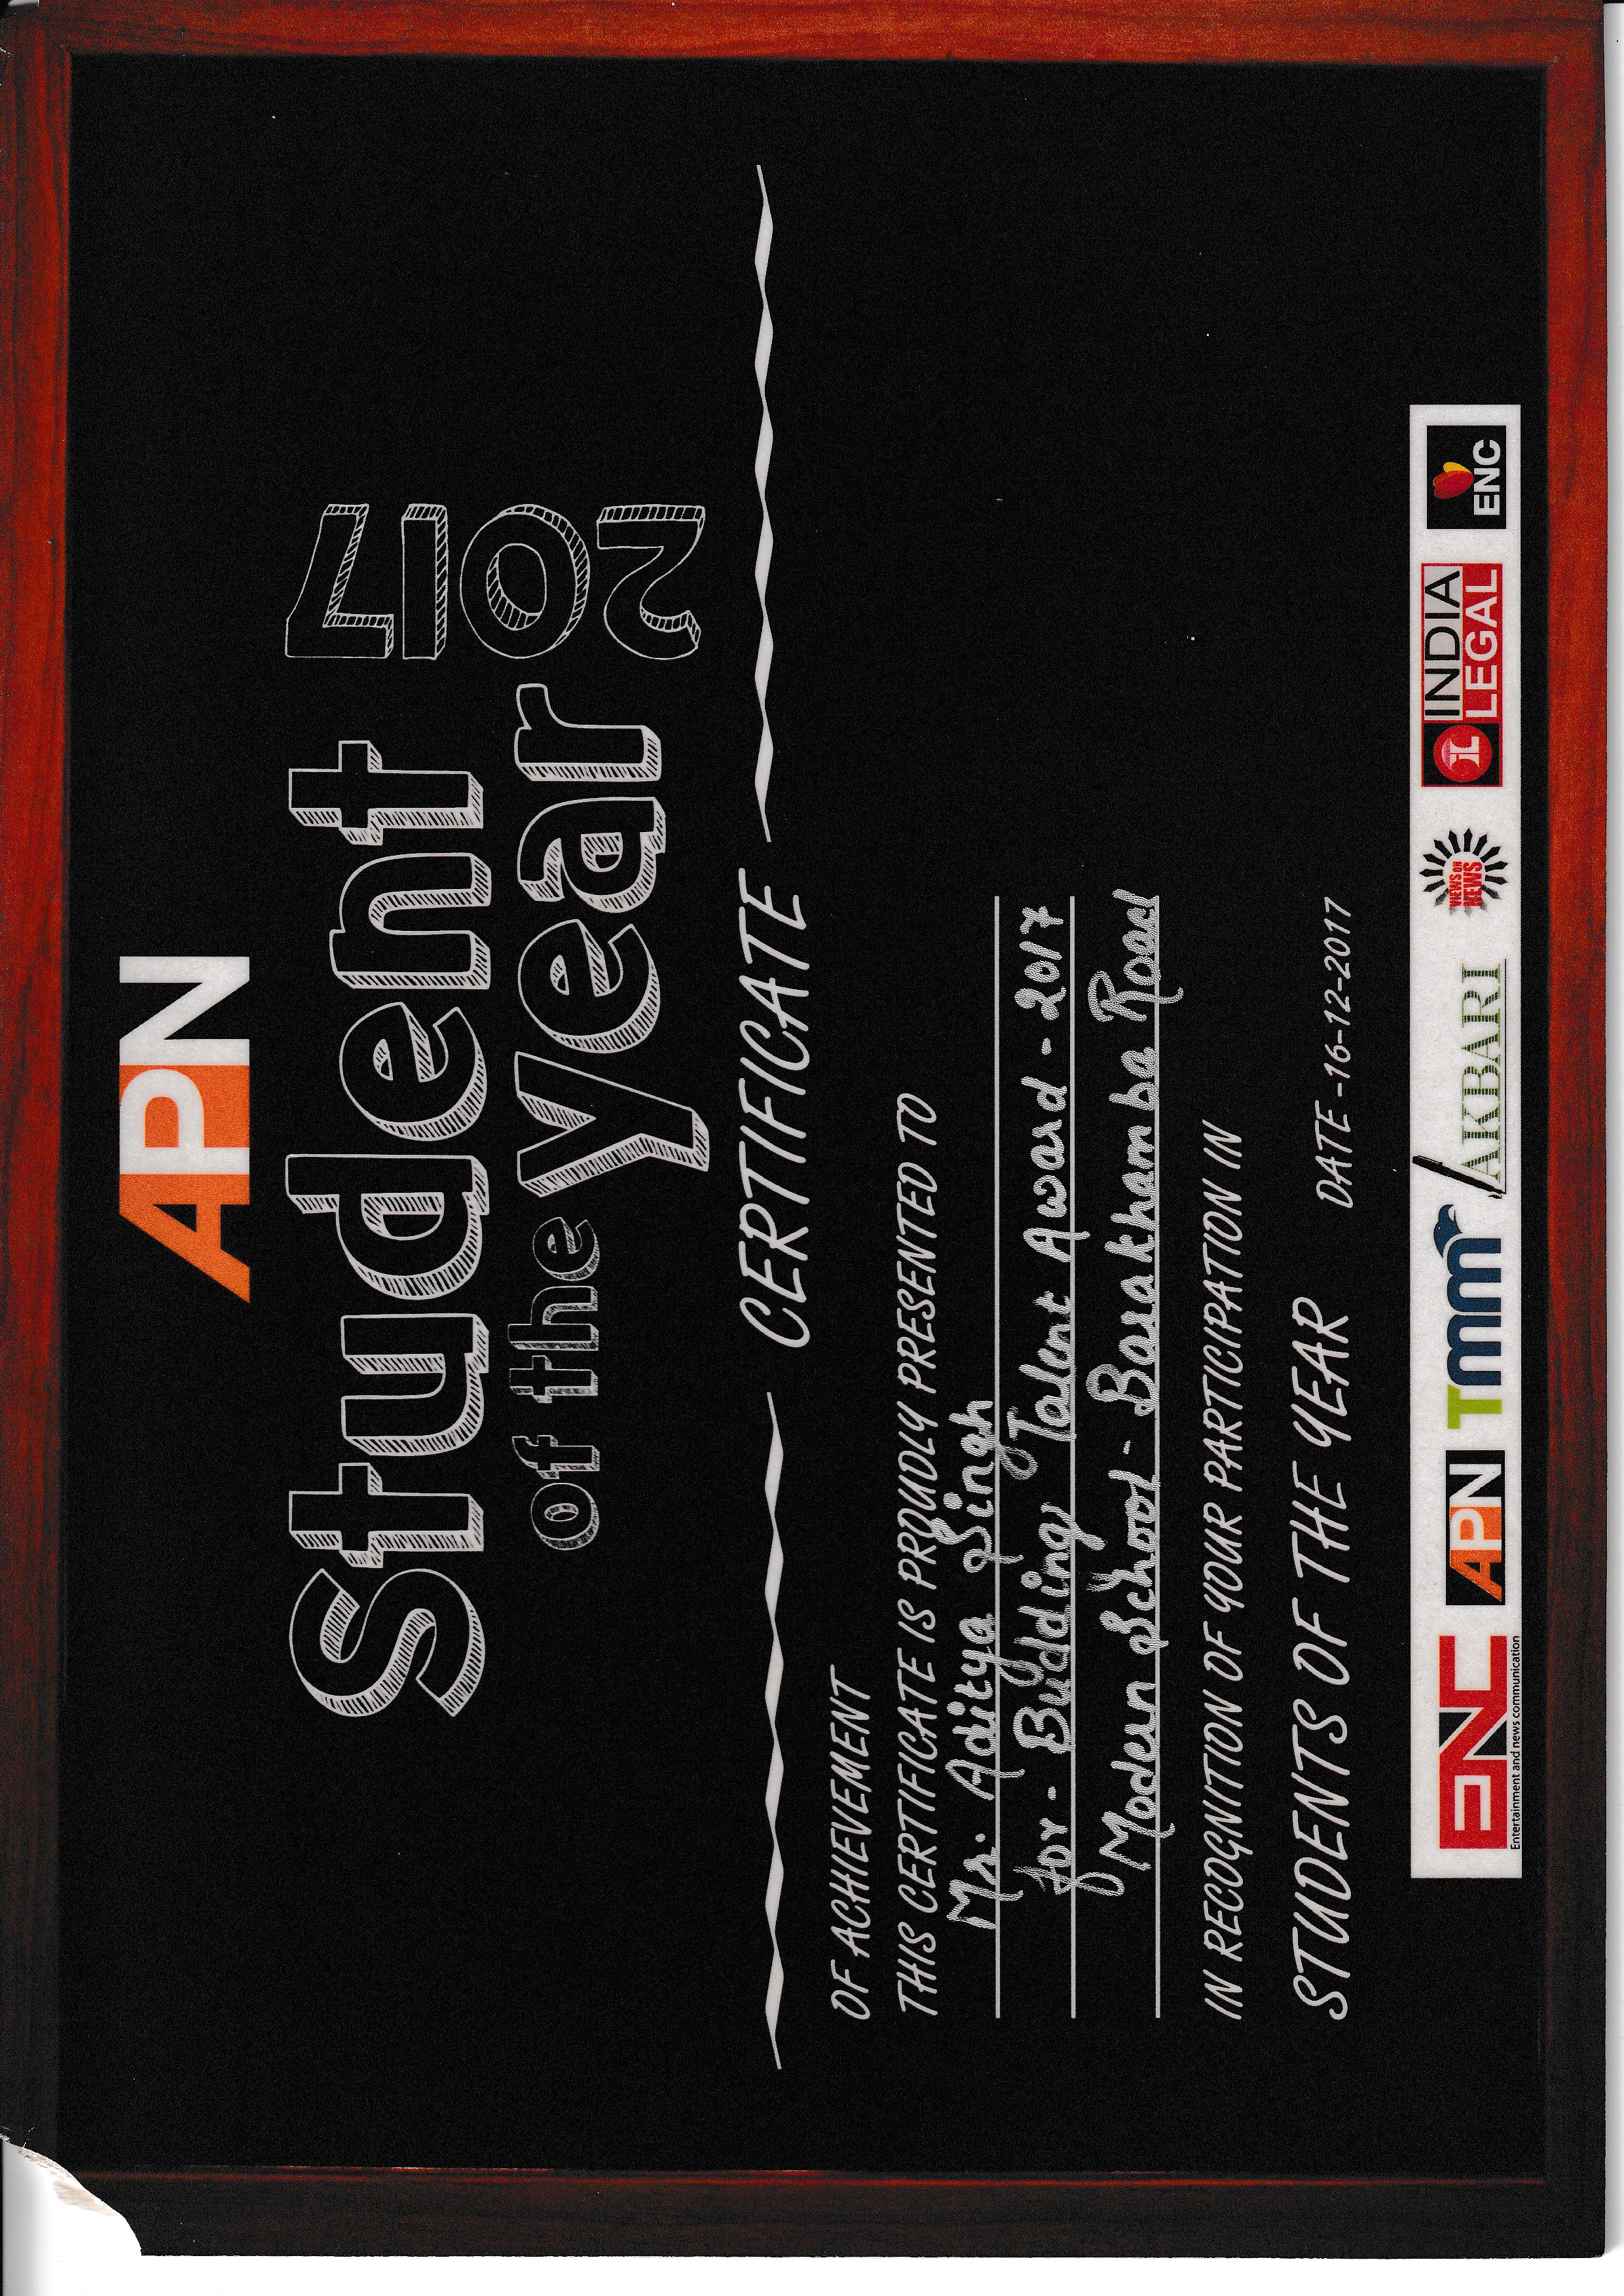 APN
Student
of the year
2017
CERTIFICATE
OF ACHIEVEMENT
THIS CERTIFICATE IS PROUDLY PRESENTED TO
Mr. Aditya Singh
for - Budding Talent Award - 2017
Modern School - Barakhamba Road
IN RECOGNITION OF YOUR PARTICIPATION IN
STUDENTS OF THE YEAR DATE -16-12-2017
ENC APN Tmm AKBARI VIEWS ON NEWS INDIA LEGAL ENC
Entertainment and news communication